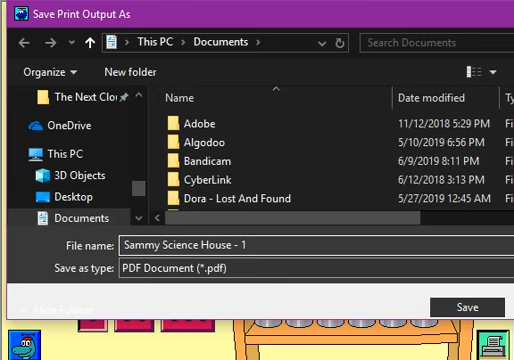 Save Print Output As
This PC > Documents >
Search Documents
Organize
New folder
The Next Clou
OneDrive
This PC
3D Objects
Desktop
Documents
Name Date modified Ty
Adobe 11/12/2018 5:29 PM Fi
Algodoo 5/10/2019 6:56 PM Fi
Bandicam 6/9/2019 8:11 PM Fi
CyberLink 6/12/2018 3:13 PM Fi
Dora - Lost And Found 5/27/2019 12:45 AM Fi
File name: Sammy Science House - 1
Save as type: PDF Document (*.pdf)
Hide Folders
Save